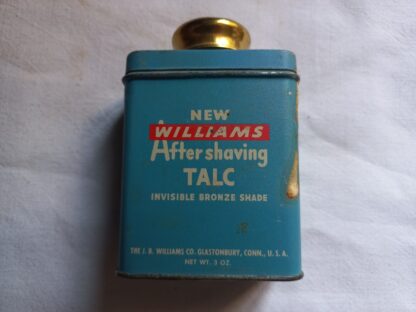 NEW
WILLIAMS
After shaving
TALC
INVISIBLE BRONZE SHADE
THE J. B. WILLIAMS CO. GLASTONBURY, CONN., U. S. A.
NET WT. 3 OZ.